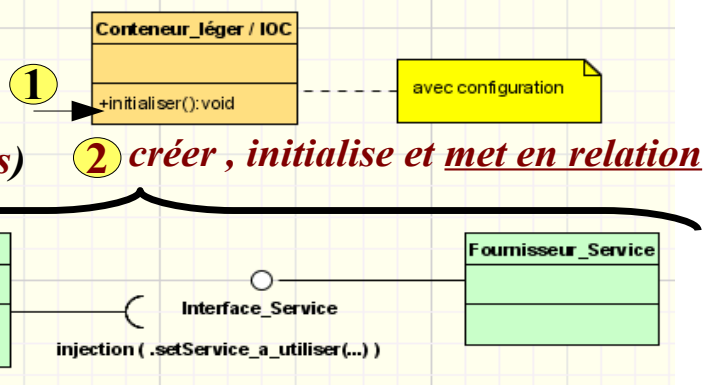 Conteneur_léger / IOC
1
+initialiser():void
avec configuration
s) 2 créer , initialise et met en relation
Fournisseur_Service
Interface_Service
injection ( .setService_a_utiliser(...) )